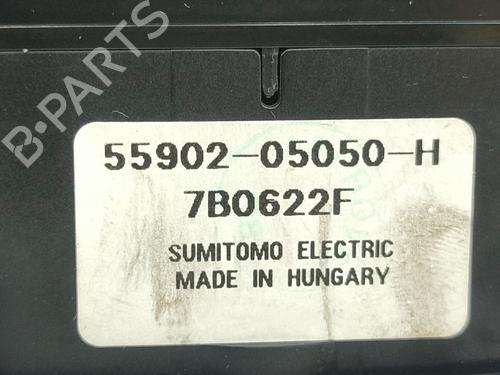 B-PARTS
55902-05050-H
7B0622F
SUMITOMO ELECTRIC
MADE IN HUNGARY